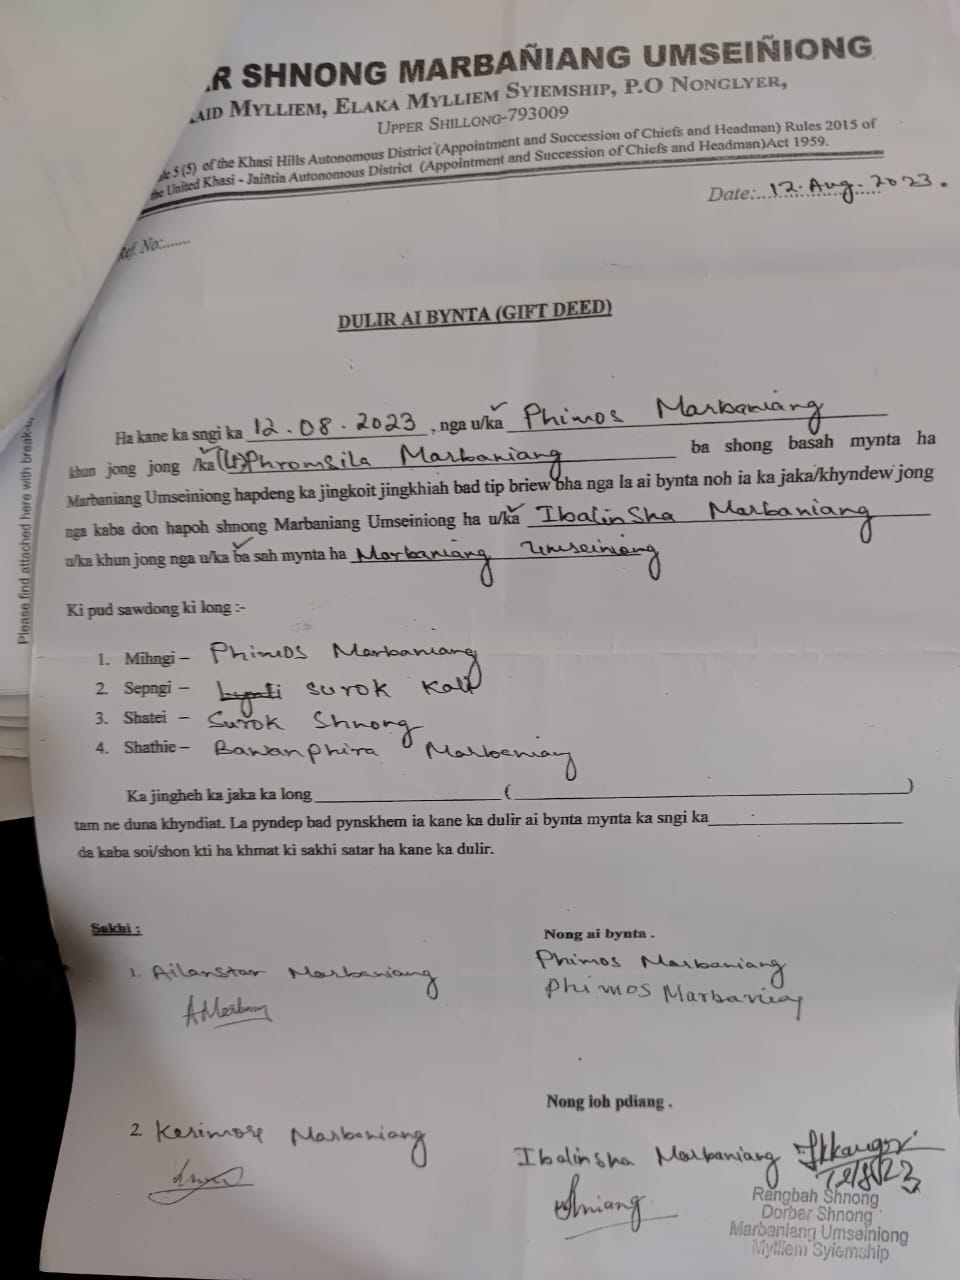 R SHNONG MARBAÑIANG UMSEIÑIONG
AID MYLLIEM, ELAKA MYLLIEM SYIEMSHIP, P.O NONGLYER,
UPPER SHILLONG-793009
5 (5) of the Khasi Hills Autonomous District (Appointment and Succession of Chiefs and Headman) Rules 2015 of
the United Khasi - Jaiñtia Autonomous District (Appointment and Succession of Chiefs and Headman)Act 1959.
Date:...12.Aug.2023.
Ref. No:.......
DULIR AI BYNTA (GIFT DEED)
Ha kane ka sngi ka 12.08.2023, nga u/ka Phimos Marbaniang
khun jong jong /ka (L) Phromsila Marbaniang ba shong basah mynta ha
Marbaniang Umseiniong hapdeng ka jingkoit jingkhiah bad tip briew bha nga la ai bynta noh ia ka jaka/khyndew jong
nga kaba don hapoh shnong Marbaniang Umseiniong ha u/ka Ibalinsha Marbaniang
u/ka khun jong nga u/ka ba sah mynta ha Marbaniang Umseiniong
Ki pud sawdong ki long :-
1. Mihngi – Phimos Marbaniang
2. Sepngi – surok Kali
3. Shatei – Surok Shnong
4. Shathie – Bawanphira Marbaniang
Ka jingheh ka jaka ka long ____________ (____________)
tam ne duna khyndiat. La pyndep bad pynskhem ia kane ka dulir ai bynta mynta ka sngi ka____________
da kaba soi/shon kti ha khmat ki sakhi satar ha kane ka dulir.
Sakhi :
Nong ai bynta .
1. Ailanstar Marbaniang
Phimos Marbaniang
Phimos Marbaniang
Nong ioh pdiang .
2. Kerimose Marbaniang
Ibalinsha Marbaniang
12/8/23
Rangbah Shnong
Dorbar Shnong
Marbaniang Umseiniong
Mylliem Syiemship
Please find attached here with break-u